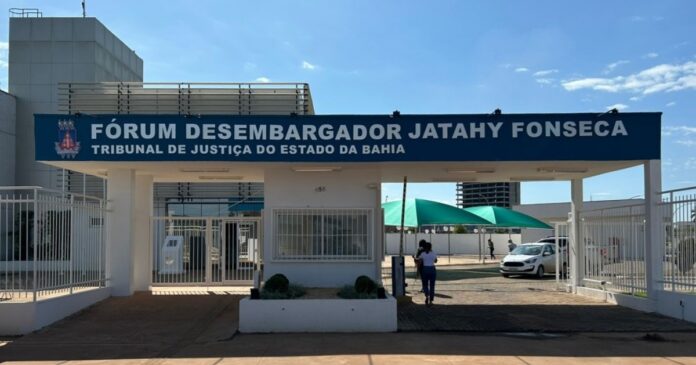 FÓRUM DESEMBARGADOR JATAHY FONSECA
TRIBUNAL DE JUSTIÇA DO ESTADO DA BAHIA